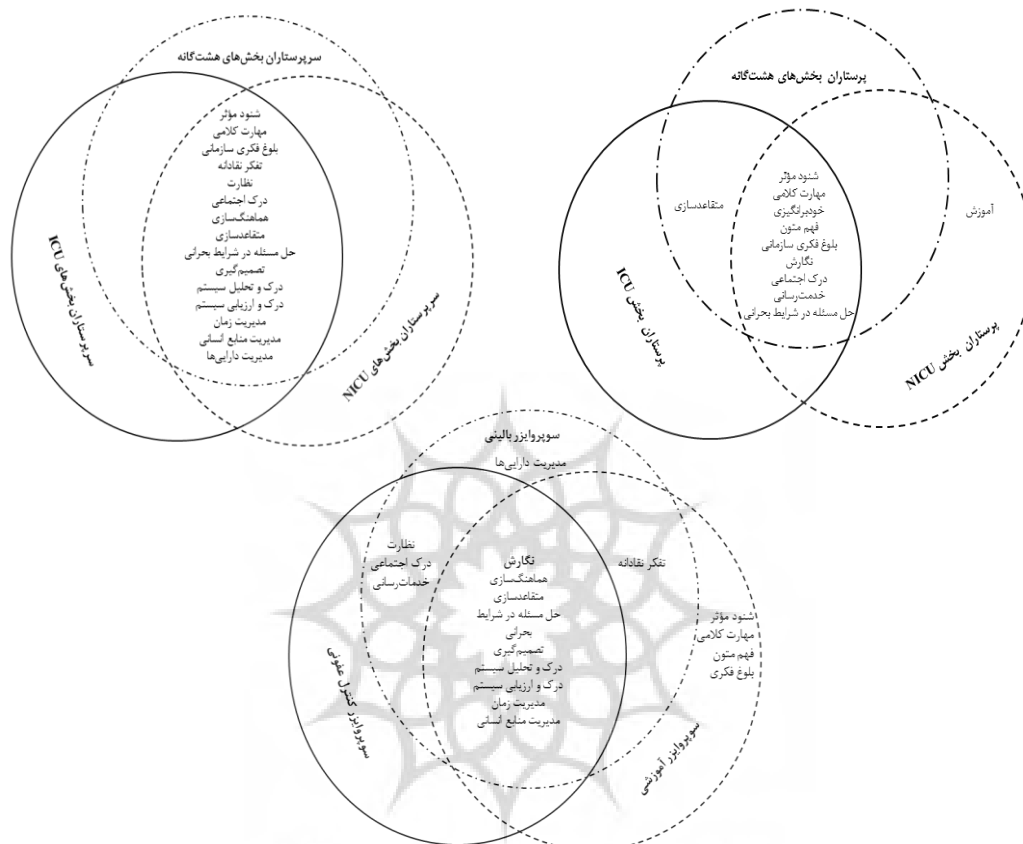 پرستاران بخش‌های هشت‌گانه
شنود مؤثر
مهارت کلامی
خودبرانگیزی
فهم متون
بلوغ فکری سازمانی
نگارش
درک اجتماعی
خدمت‌رسانی
حل مسئله در شرایط بحرانی
متقاعدسازی
آموزش
پرستاران بخش ICU
پرستاران بخش NICU
سرپرستاران بخش‌های هشت‌گانه
شنود مؤثر
مهارت کلامی
بلوغ فکری سازمانی
تفکر نقادانه
نظارت
درک اجتماعی
هماهنگ‌سازی
متقاعدسازی
حل مسئله در شرایط بحرانی
تصمیم‌گیری
درک و تحلیل سیستم
درک و ارزیابی سیستم
مدیریت زمان
مدیریت منابع انسانی
مدیریت دارایی‌ها
سرپرستاران بخش‌های ICU
سرپرستاران بخش‌های NICU
سوپروایزر بالینی
مدیریت دارایی‌ها
نظارت
درک اجتماعی
خدمات‌رسانی
تفکر نقادانه
نگارش
هماهنگ‌سازی
متقاعدسازی
حل مسئله در شرایط
بحرانی
تصمیم‌گیری
درک و تحلیل سیستم
درک و ارزیابی سیستم
مدیریت زمان
مدیریت منابع انسانی
شنود مؤثر
مهارت کلامی
فهم متون
بلوغ فکری
سوپروایزر کنترل عفونی
سوپروایزر آموزشی